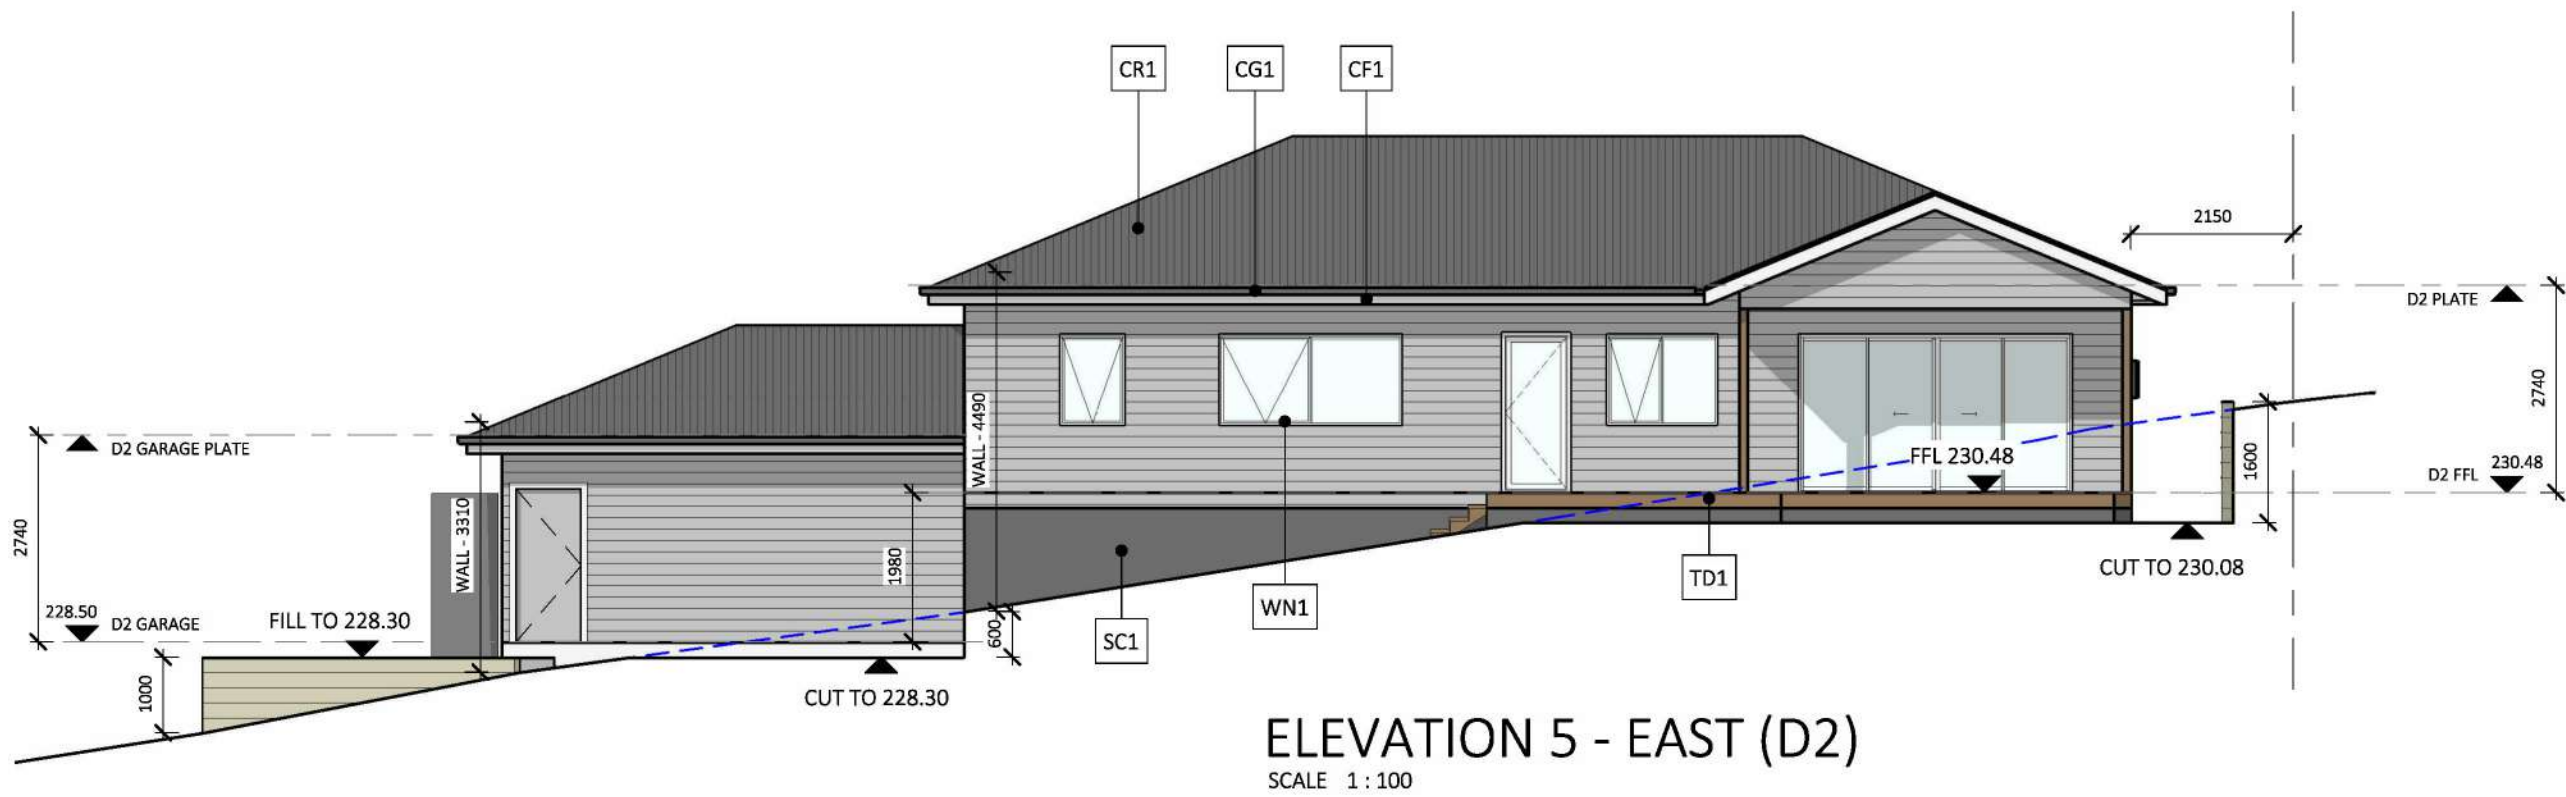 CR1
CG1
CF1
2150
D2 PLATE
2740
WALL - 4490
D2 GARAGE PLATE
FFL 230.48
1600
D2 FFL
230.48
2740
WALL - 3310
1980
CUT TO 230.08
TD1
WN1
228.50
D2 GARAGE
FILL TO 228.30
600
SC1
1000
CUT TO 228.30
ELEVATION 5 - EAST (D2)
SCALE 1 : 100